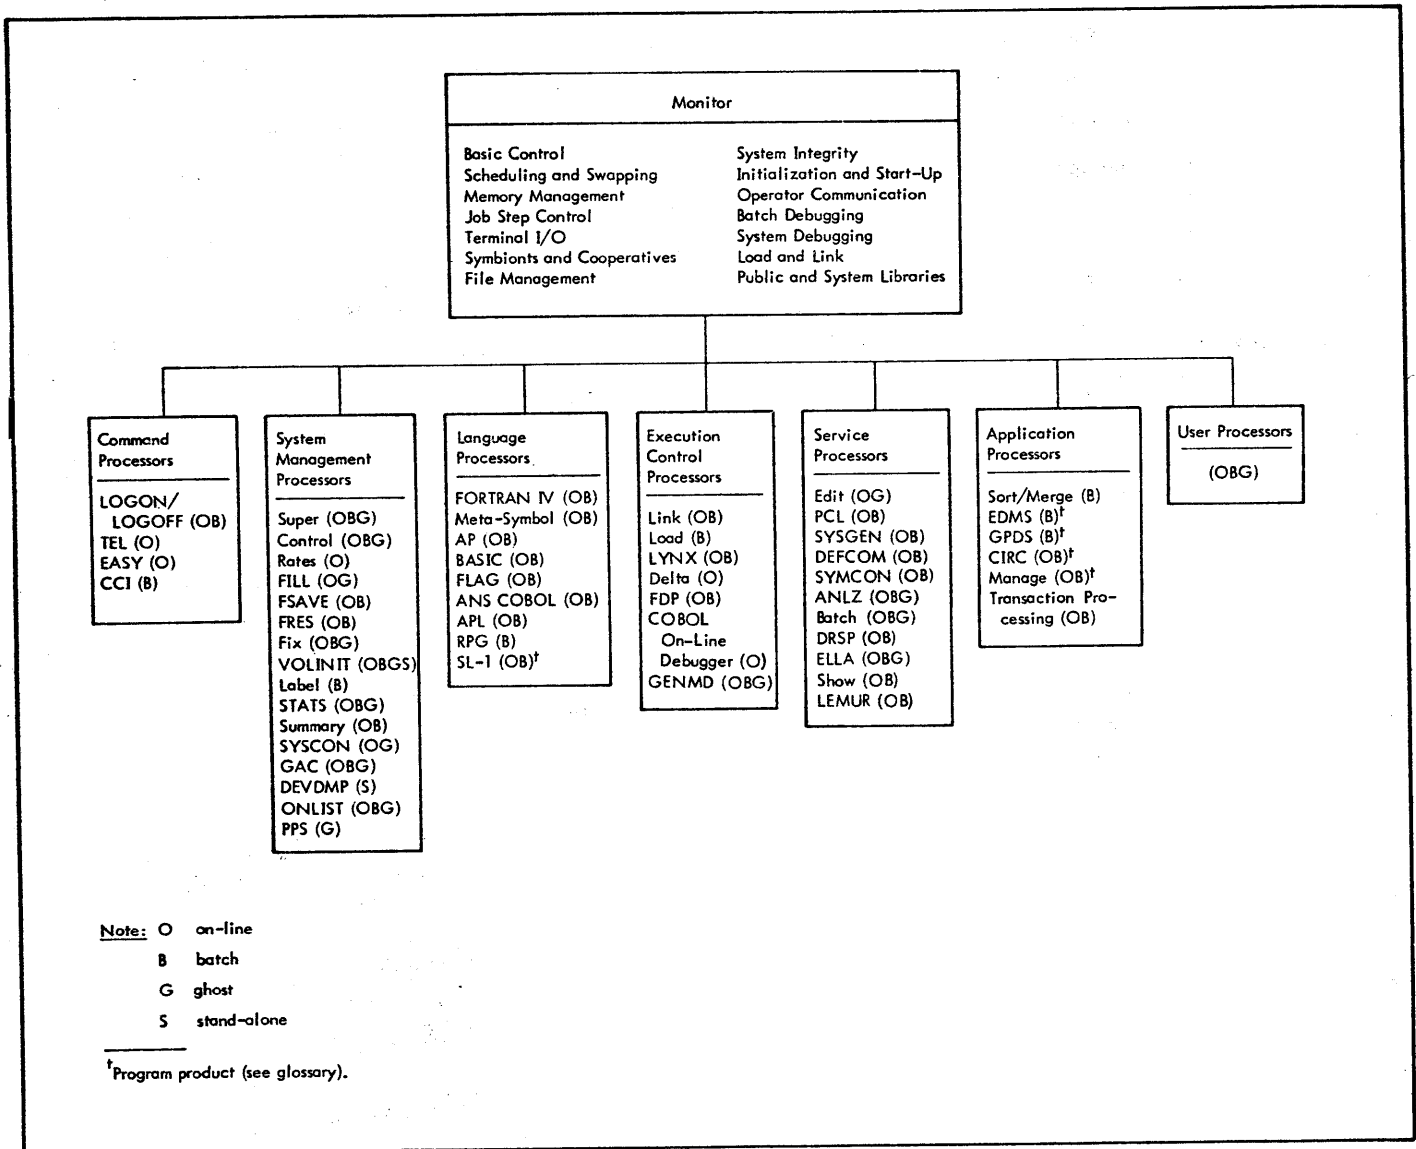 Monitor
Basic Control
Scheduling and Swapping
Memory Management
Job Step Control
Terminal I/O
Symbionts and Cooperatives
File Management
System Integrity
Initialization and Start-Up
Operator Communication
Batch Debugging
System Debugging
Load and Link
Public and System Libraries
Command
Processors
LOGON/
LOGOFF (OB)
TEL (O)
EASY (O)
CCI (B)
System
Management
Processors
Super (OBG)
Control (OBG)
Rates (O)
FILL (OG)
FSAVE (OB)
FRES (OB)
Fix (OBG)
VOLINIT (OBGS)
Label (B)
STATS (OBG)
Summary (OB)
SYSCON (OG)
GAC (OBG)
DEVDMP (S)
ONLIST (OBG)
PPS (G)
Language
Processors
FORTRAN IV (OB)
Meta-Symbol (OB)
AP (OB)
BASIC (OB)
FLAG (OB)
ANS COBOL (OB)
APL (OB)
RPG (B)
SL-1 (OB)†
Execution
Control
Processors
Link (OB)
Load (B)
LYNX (OB)
Delta (O)
FDP (OB)
COBOL
On-Line
Debugger (O)
GENMD (OBG)
Service
Processors
Edit (OG)
PCL (OB)
SYSGEN (OB)
DEFCOM (OB)
SYMCON (OB)
ANLZ (OBG)
Batch (OBG)
DRSP (OB)
ELLA (OBG)
Show (OB)
LEMUR (OB)
Application
Processors
Sort/Merge (B)
EDMS (B)†
GPDS (B)†
CIRC (OB)†
Manage (OB)†
Transaction Pro-
cessing (OB)
User Processors
(OBG)
Note: O on-line
B batch
G ghost
S stand-alone
†Program product (see glossary).